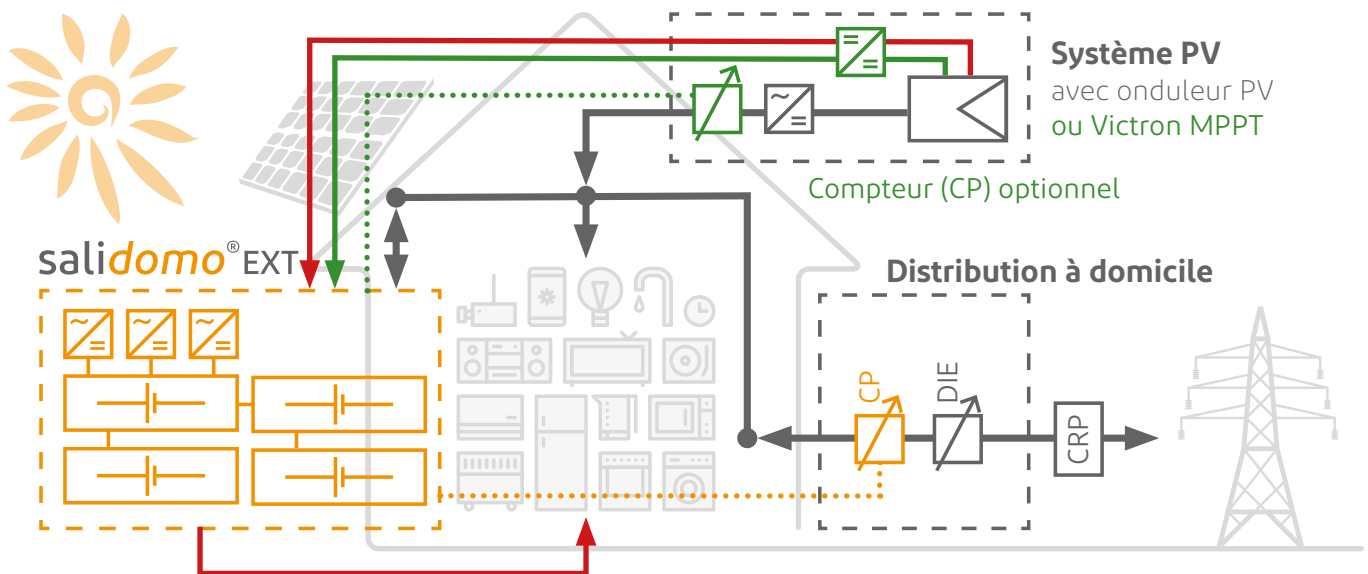 Système PV
avec onduleur PV
ou Victron MPPT
Compteur (CP) optionnel
salidomo® EXT
Distribution à domicile
CP
DIE
CRP